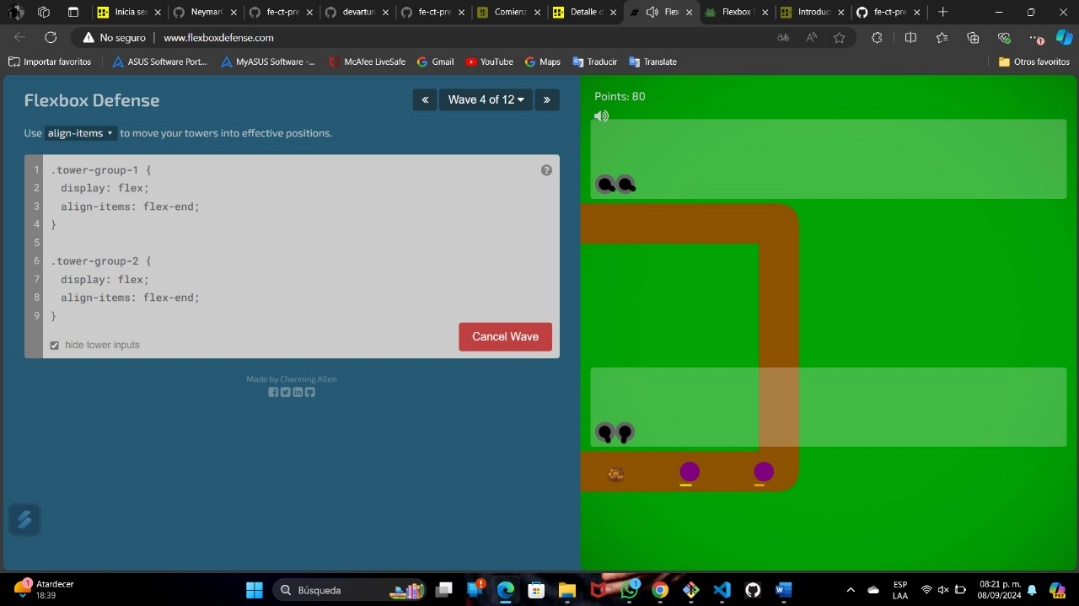 Inicia se
Neymar
fe-ct-pre
devartur
fe-ct-pre
Comienz
Detalle d
Flex
Flexbox
Introduc
fe-ct-pre
No seguro
www.flexboxdefense.com
Importar favoritos
ASUS Software Port...
MyASUS Software -...
McAfee LiveSafe
Gmail
YouTube
Maps
Traducir
Translate
Otros favoritos
Flexbox Defense
«
Wave 4 of 12
»
Use align-items to move your towers into effective positions.
1 .tower-group-1 {
2 display: flex;
3 align-items: flex-end;
4 }
5
6 .tower-group-2 {
7 display: flex;
8 align-items: flex-end;
9 }
?
hide tower inputs
Cancel Wave
Made by Channing Allen
Points: 80
1
Atardecer
18:39
Búsqueda
ESP
LAA
08:21 p. m.
08/09/2024